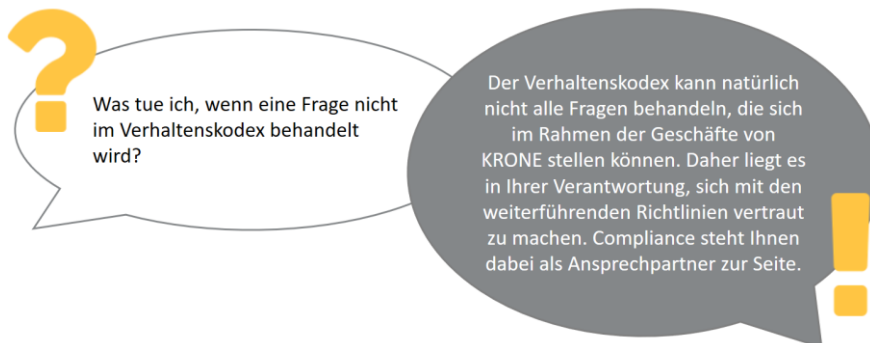 ?
Was tue ich, wenn eine Frage nicht
im Verhaltenskodex behandelt
wird?
Der Verhaltenskodex kann natürlich
nicht alle Fragen behandeln, die sich
im Rahmen der Geschäfte von
KRONE stellen können. Daher liegt es
in Ihrer Verantwortung, sich mit den
weiterführenden Richtlinien vertraut
zu machen. Compliance steht Ihnen
dabei als Ansprechpartner zur Seite.
!